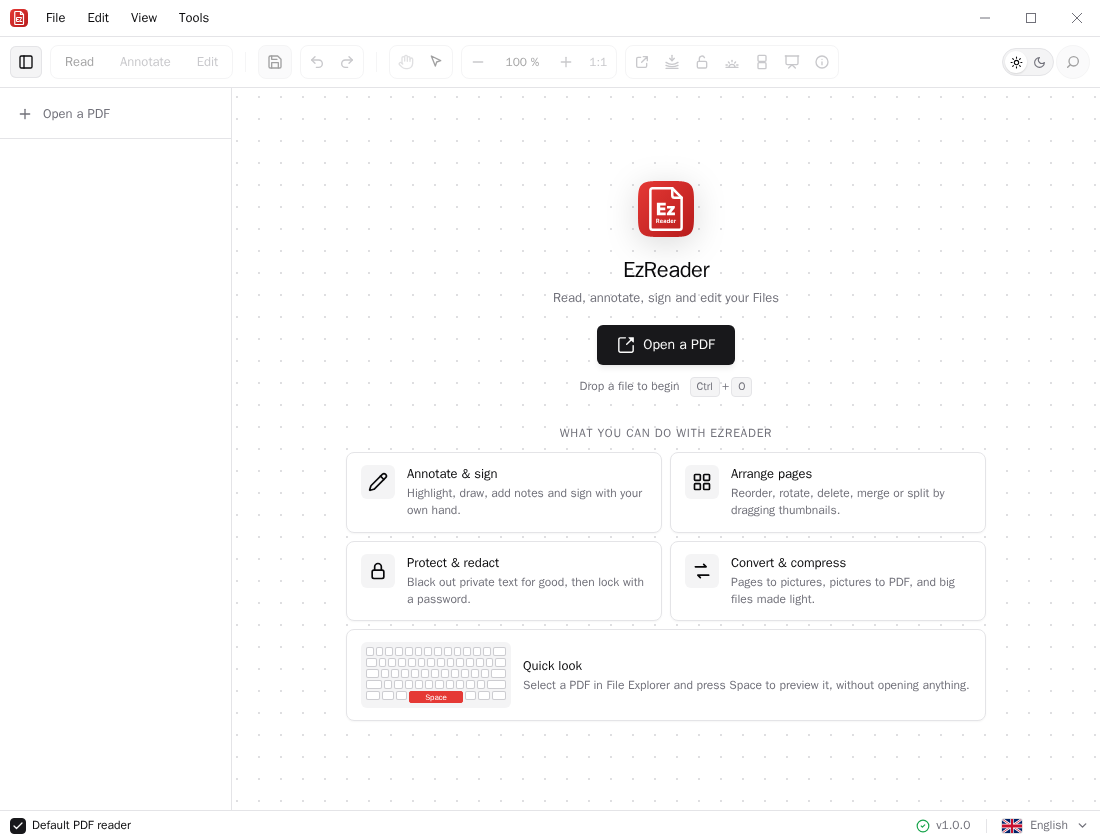 Ez
File Edit View Tools
Read Annotate Edit 100 % 1:1
Open a PDF
Ez
Reader
EzReader
Read, annotate, sign and edit your Files
Open a PDF
Drop a file to begin Ctrl + O
WHAT YOU CAN DO WITH EZREADER
Annotate & sign
Highlight, draw, add notes and sign with your
own hand.
Arrange pages
Reorder, rotate, delete, merge or split by
dragging thumbnails.
Protect & redact
Black out private text for good, then lock with
a password.
Convert & compress
Pages to pictures, pictures to PDF, and big
files made light.
Space
Quick look
Select a PDF in File Explorer and press Space to preview it, without opening anything.
Default PDF reader
v1.0.0
English